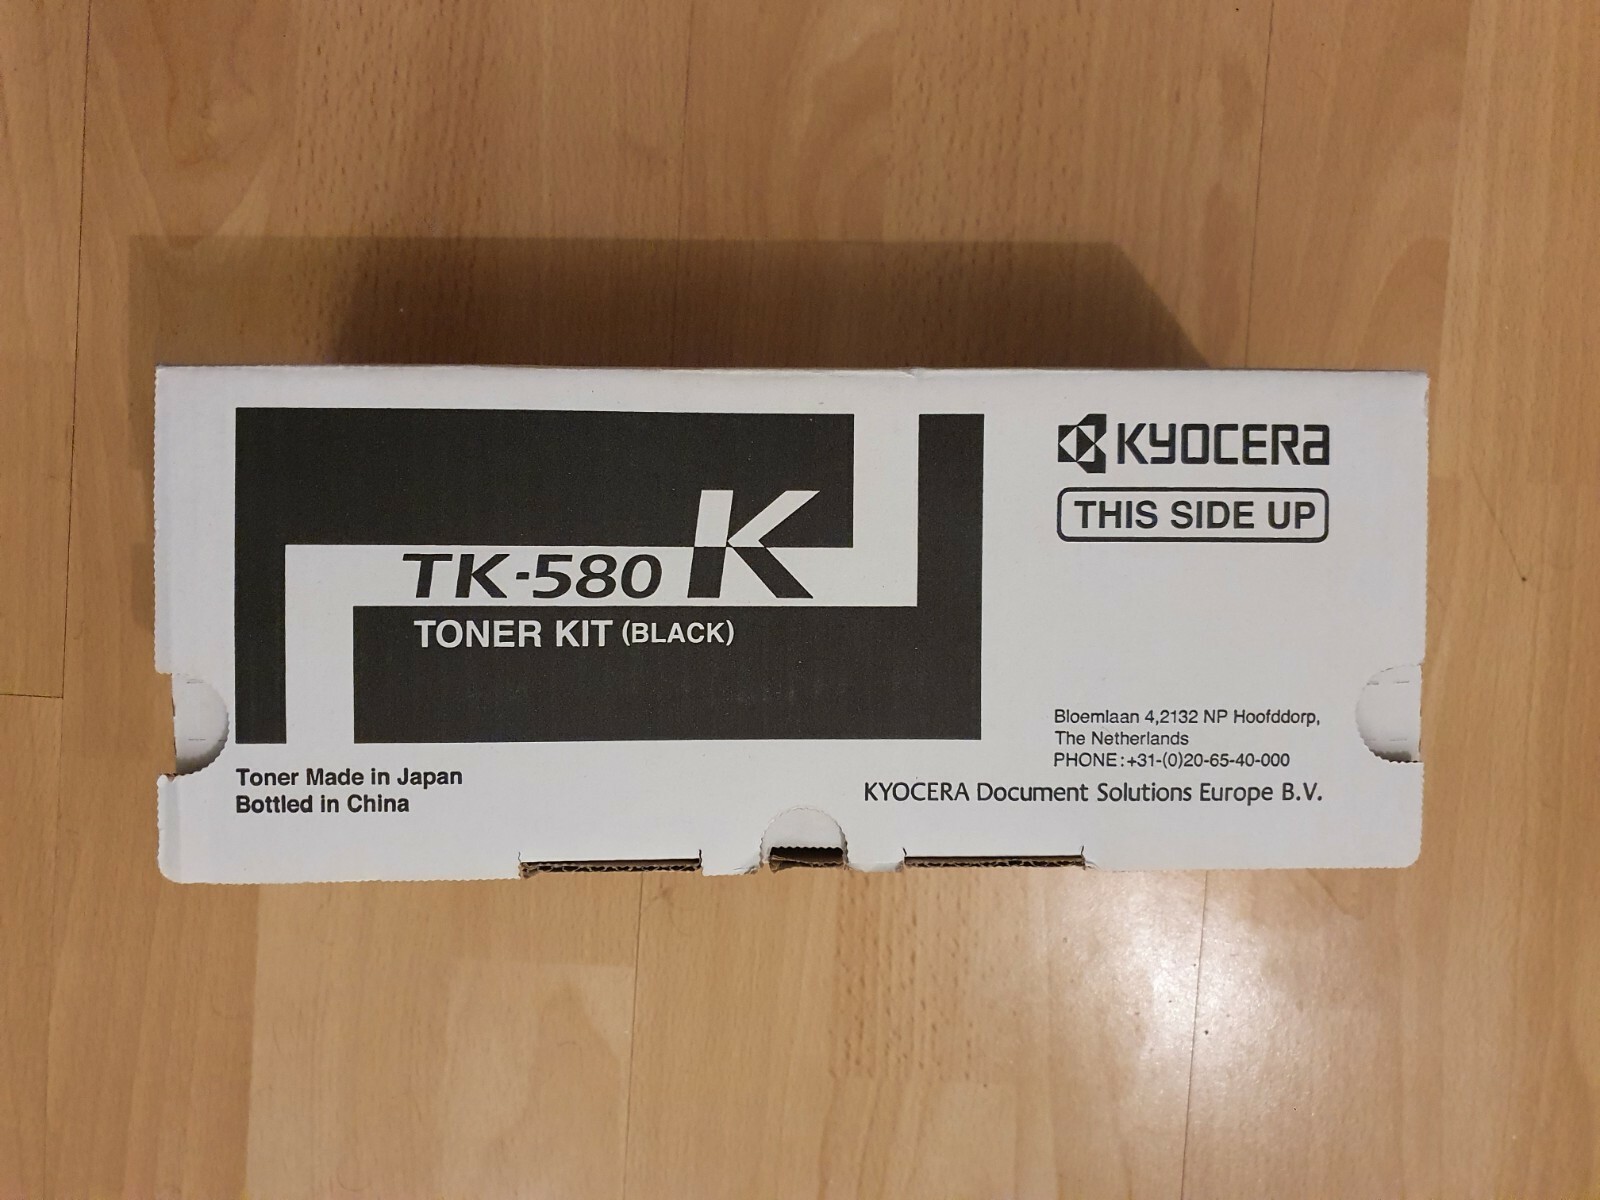 KYOCERA
THIS SIDE UP
TK-580 K
TONER KIT (BLACK)
Bloemlaan 4,2132 NP Hoofddorp,
The Netherlands
PHONE:+31-(0)20-65-40-000
KYOCERA Document Solutions Europe B.V.
Toner Made in Japan
Bottled in China